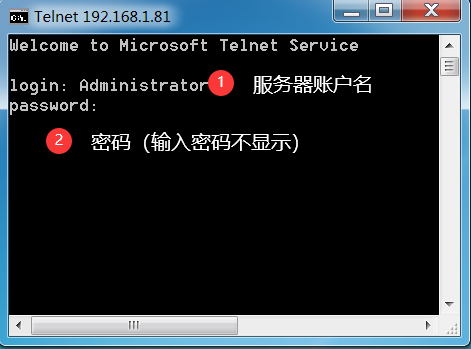 Telnet 192.168.1.81
Welcome to Microsoft Telnet Service
login: Administrator 1 服务器账户名
password:
2 密码（输入密码不显示）